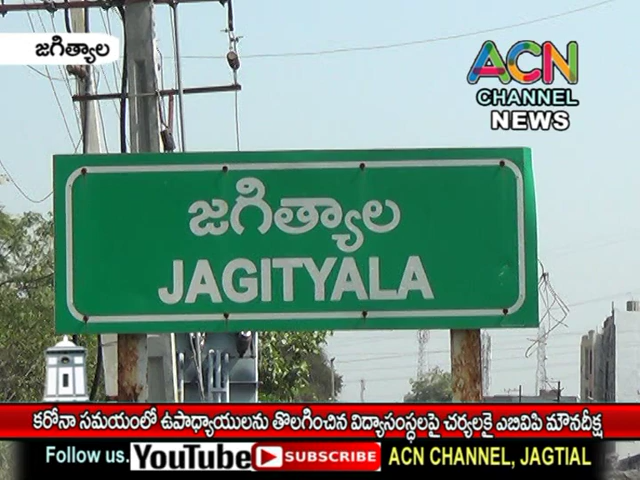 జగిత్యాల
ACN
CHANNEL
NEWS
జగిత్యాల
JAGITYALA
కరోనా సమయంలో ఉపాధ్యాయులను తొలగించిన విద్యాసంస్థలపై చర్యలకై ఎబివిపి మౌనదీక్ష
Follow us. YouTube SUBSCRIBE ACN CHANNEL, JAGTIAL